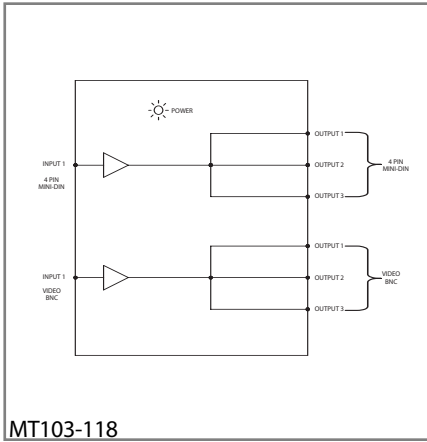 POWER
OUTPUT 1
INPUT 1
OUTPUT 2
4 PIN
MINI-DIN
4 PIN
MINI-DIN
OUTPUT 3
OUTPUT 1
INPUT 1
OUTPUT 2
VIDEO
BNC
VIDEO
BNC
OUTPUT 3
MT103-118